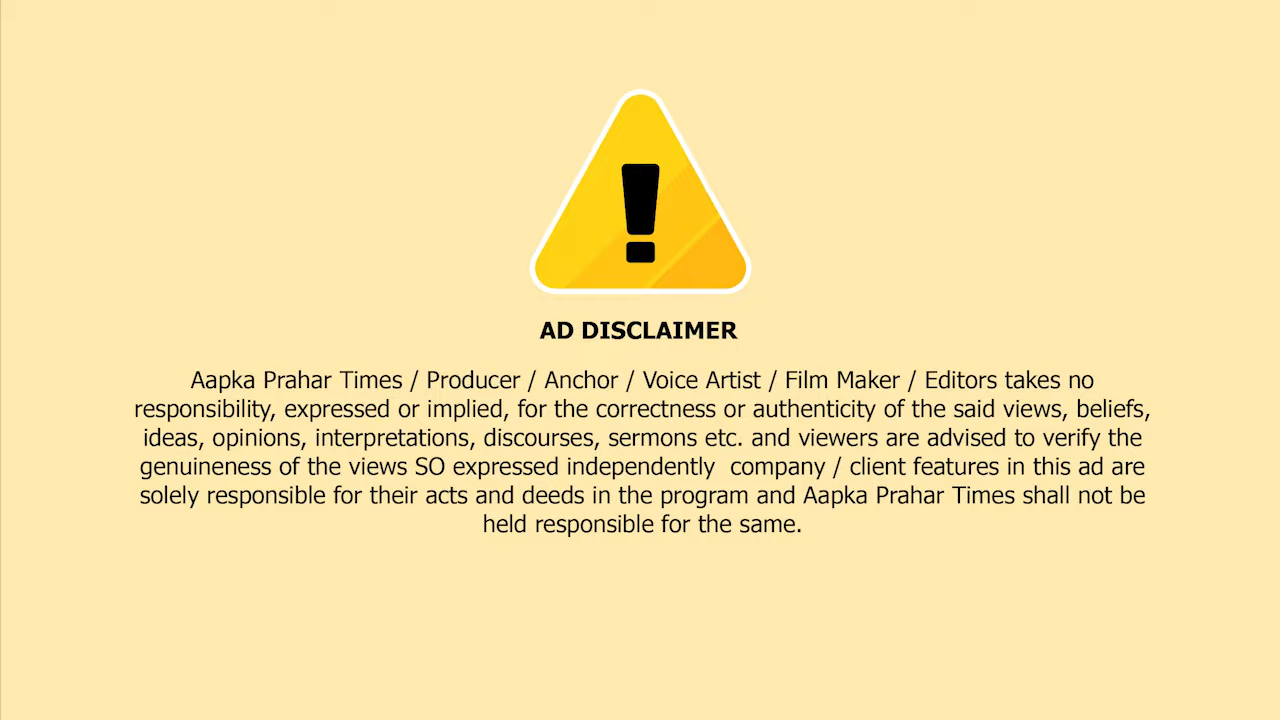 AD DISCLAIMER
Aapka Prahar Times / Producer / Anchor / Voice Artist / Film Maker / Editors takes no
responsibility, expressed or implied, for the correctness or authenticity of the said views, beliefs,
ideas, opinions, interpretations, discourses, sermons etc. and viewers are advised to verify the
genuineness of the views SO expressed independently  company / client features in this ad are
solely responsible for their acts and deeds in the program and Aapka Prahar Times shall not be
held responsible for the same.